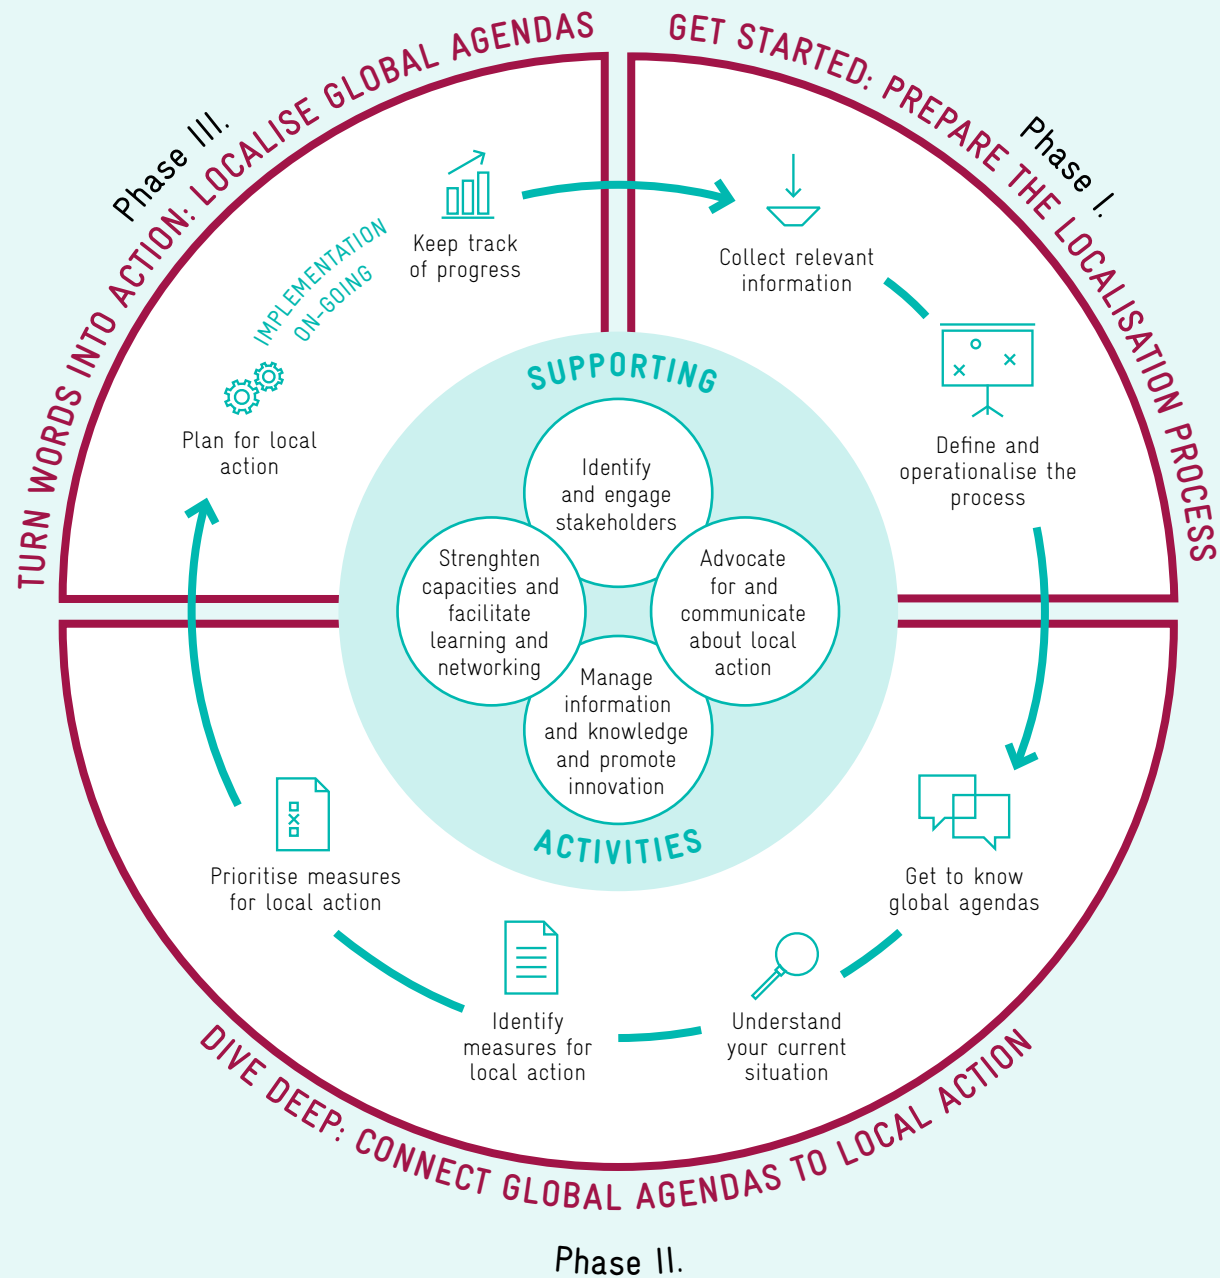 Phase I.
GET STARTED: PREPARE THE LOCALISATION PROCESS
Collect relevant
information
Define and
operationalise the
process
Phase II.
DIVE DEEP: CONNECT GLOBAL AGENDAS TO LOCAL ACTION
Get to know
global agendas
Understand
your current
situation
Identify
measures for
local action
Prioritise measures
for local action
Phase III.
TURN WORDS INTO ACTION: LOCALISE GLOBAL AGENDAS
Plan for local
action
IMPLEMENTATION
ON-GOING
Keep track
of progress
SUPPORTING
Identify
and engage
stakeholders
Strenghten
capacities and
facilitate
learning and
networking
Advocate
for and
communicate
about local
action
Manage
information
and knowledge
and promote
innovation
ACTIVITIES